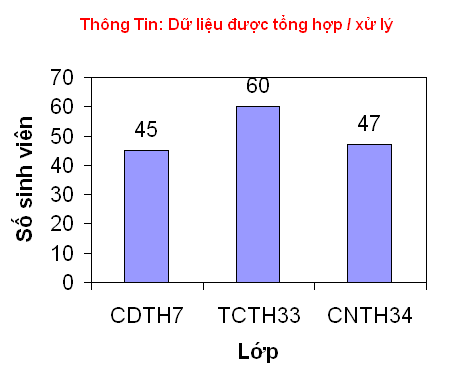 Thông Tin: Dữ liệu được tổng hợp / xử lý
Số sinh viên
70
60
50
40
30
20
10
0
45
60
47
CDTH7 TCTH33 CNTH34
Lớp